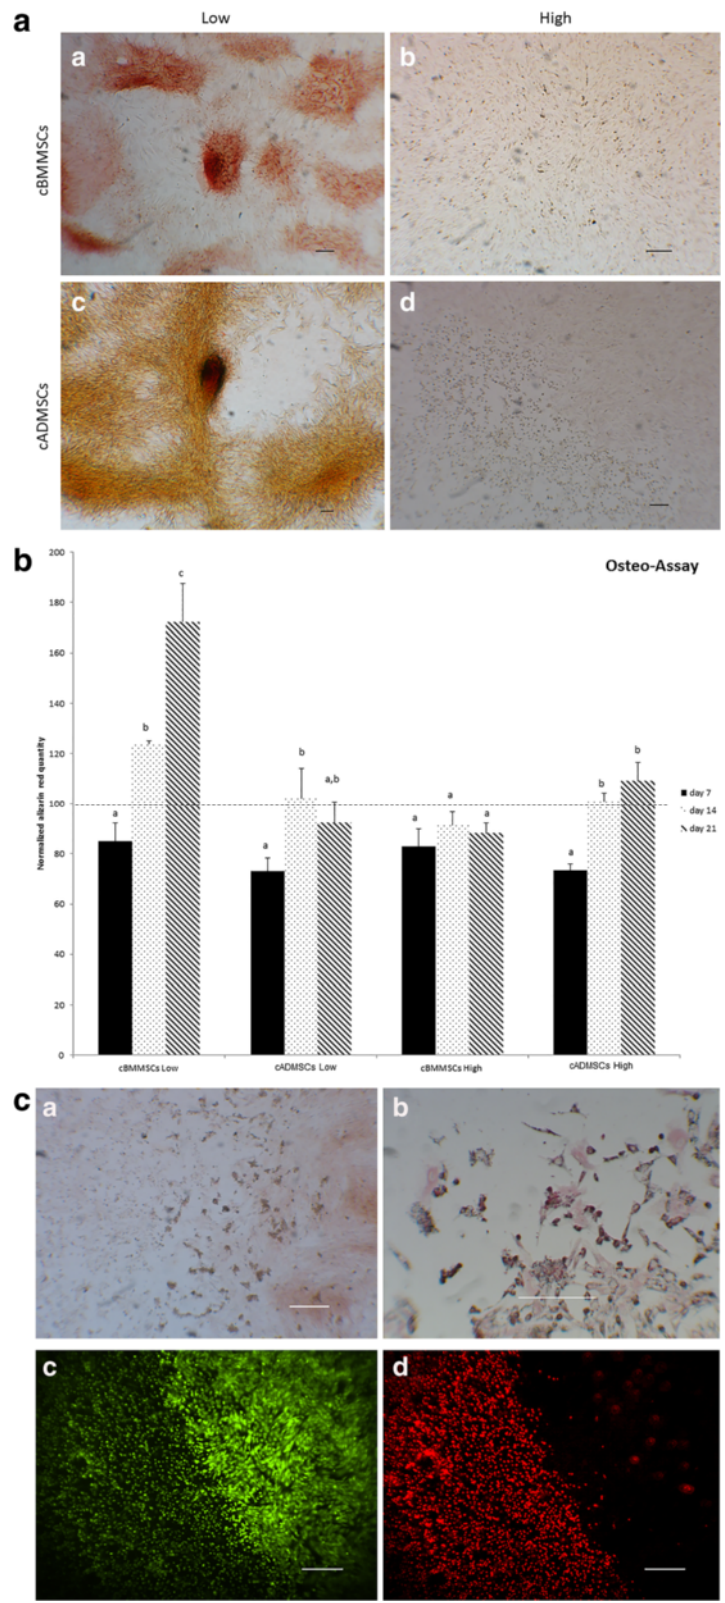 a
Low
High
a
b
cBMMSCs
c
d
cADMSCs
b
Osteo-Assay
Normalized alizarin red quantity
200
180
160
140
120
100
80
60
40
20
0
a
b
c
a
b
a,b
a
a
a
a
b
b
day 7
day 14
day 21
cBMMSCs Low
cADMSCs Low
cBMMSCs High
cADMSCs High
c
a
b
c
d